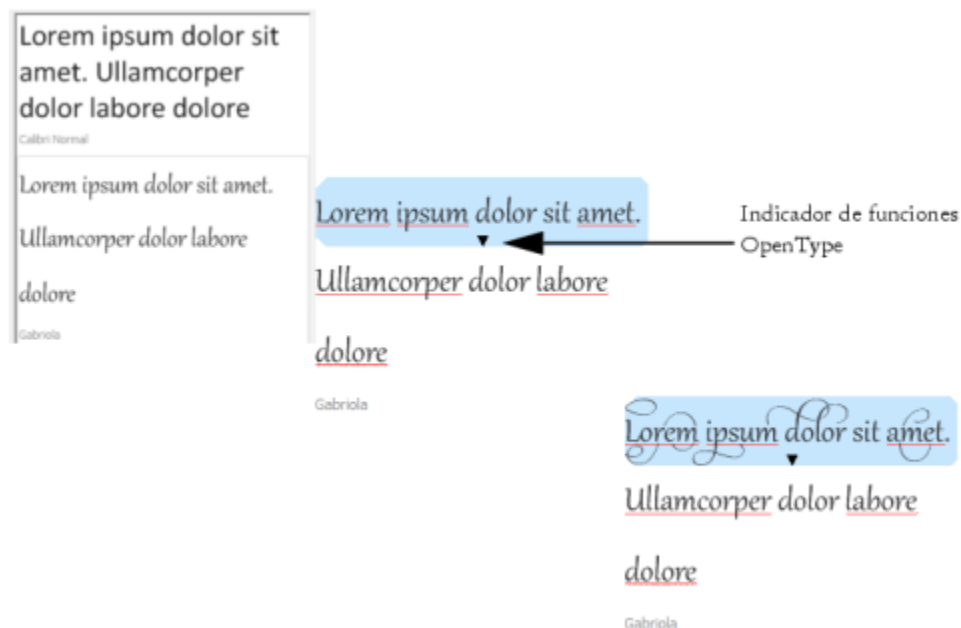 Lorem ipsum dolor sit
amet. Ullamcorper
dolor labore dolore
Calibri Normal
Lorem ipsum dolor sit amet.
Ullamcorper dolor labore
dolore
Gabriola
Lorem ipsum dolor sit amet.
Ullamcorper dolor labore
dolore
Gabriola
Indicador de funciones
OpenType
Lorem ipsum dolor sit amet.
Ullamcorper dolor labore
dolore
Gabriola